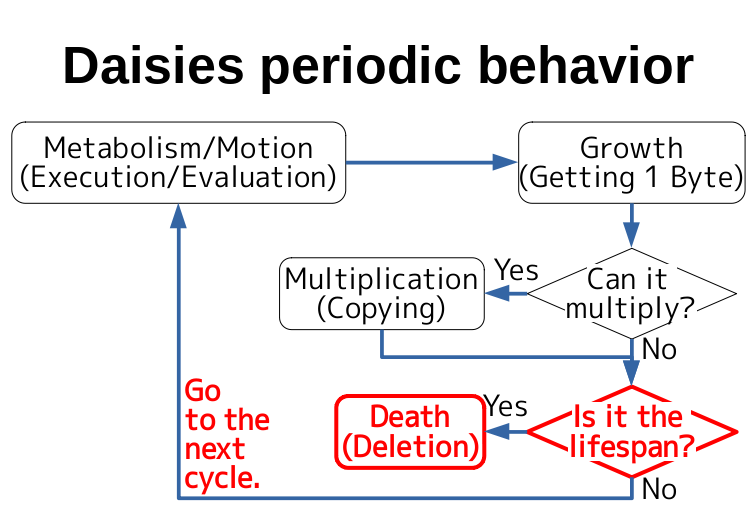 Daisies periodic behavior
Metabolism/Motion
(Execution/Evaluation)
Growth
(Getting 1 Byte)
Multiplication
(Copying)
Yes
Can it
multiply?
No
Go
to the
next
cycle.
Death
(Deletion)
Yes
Is it the
lifespan?
No